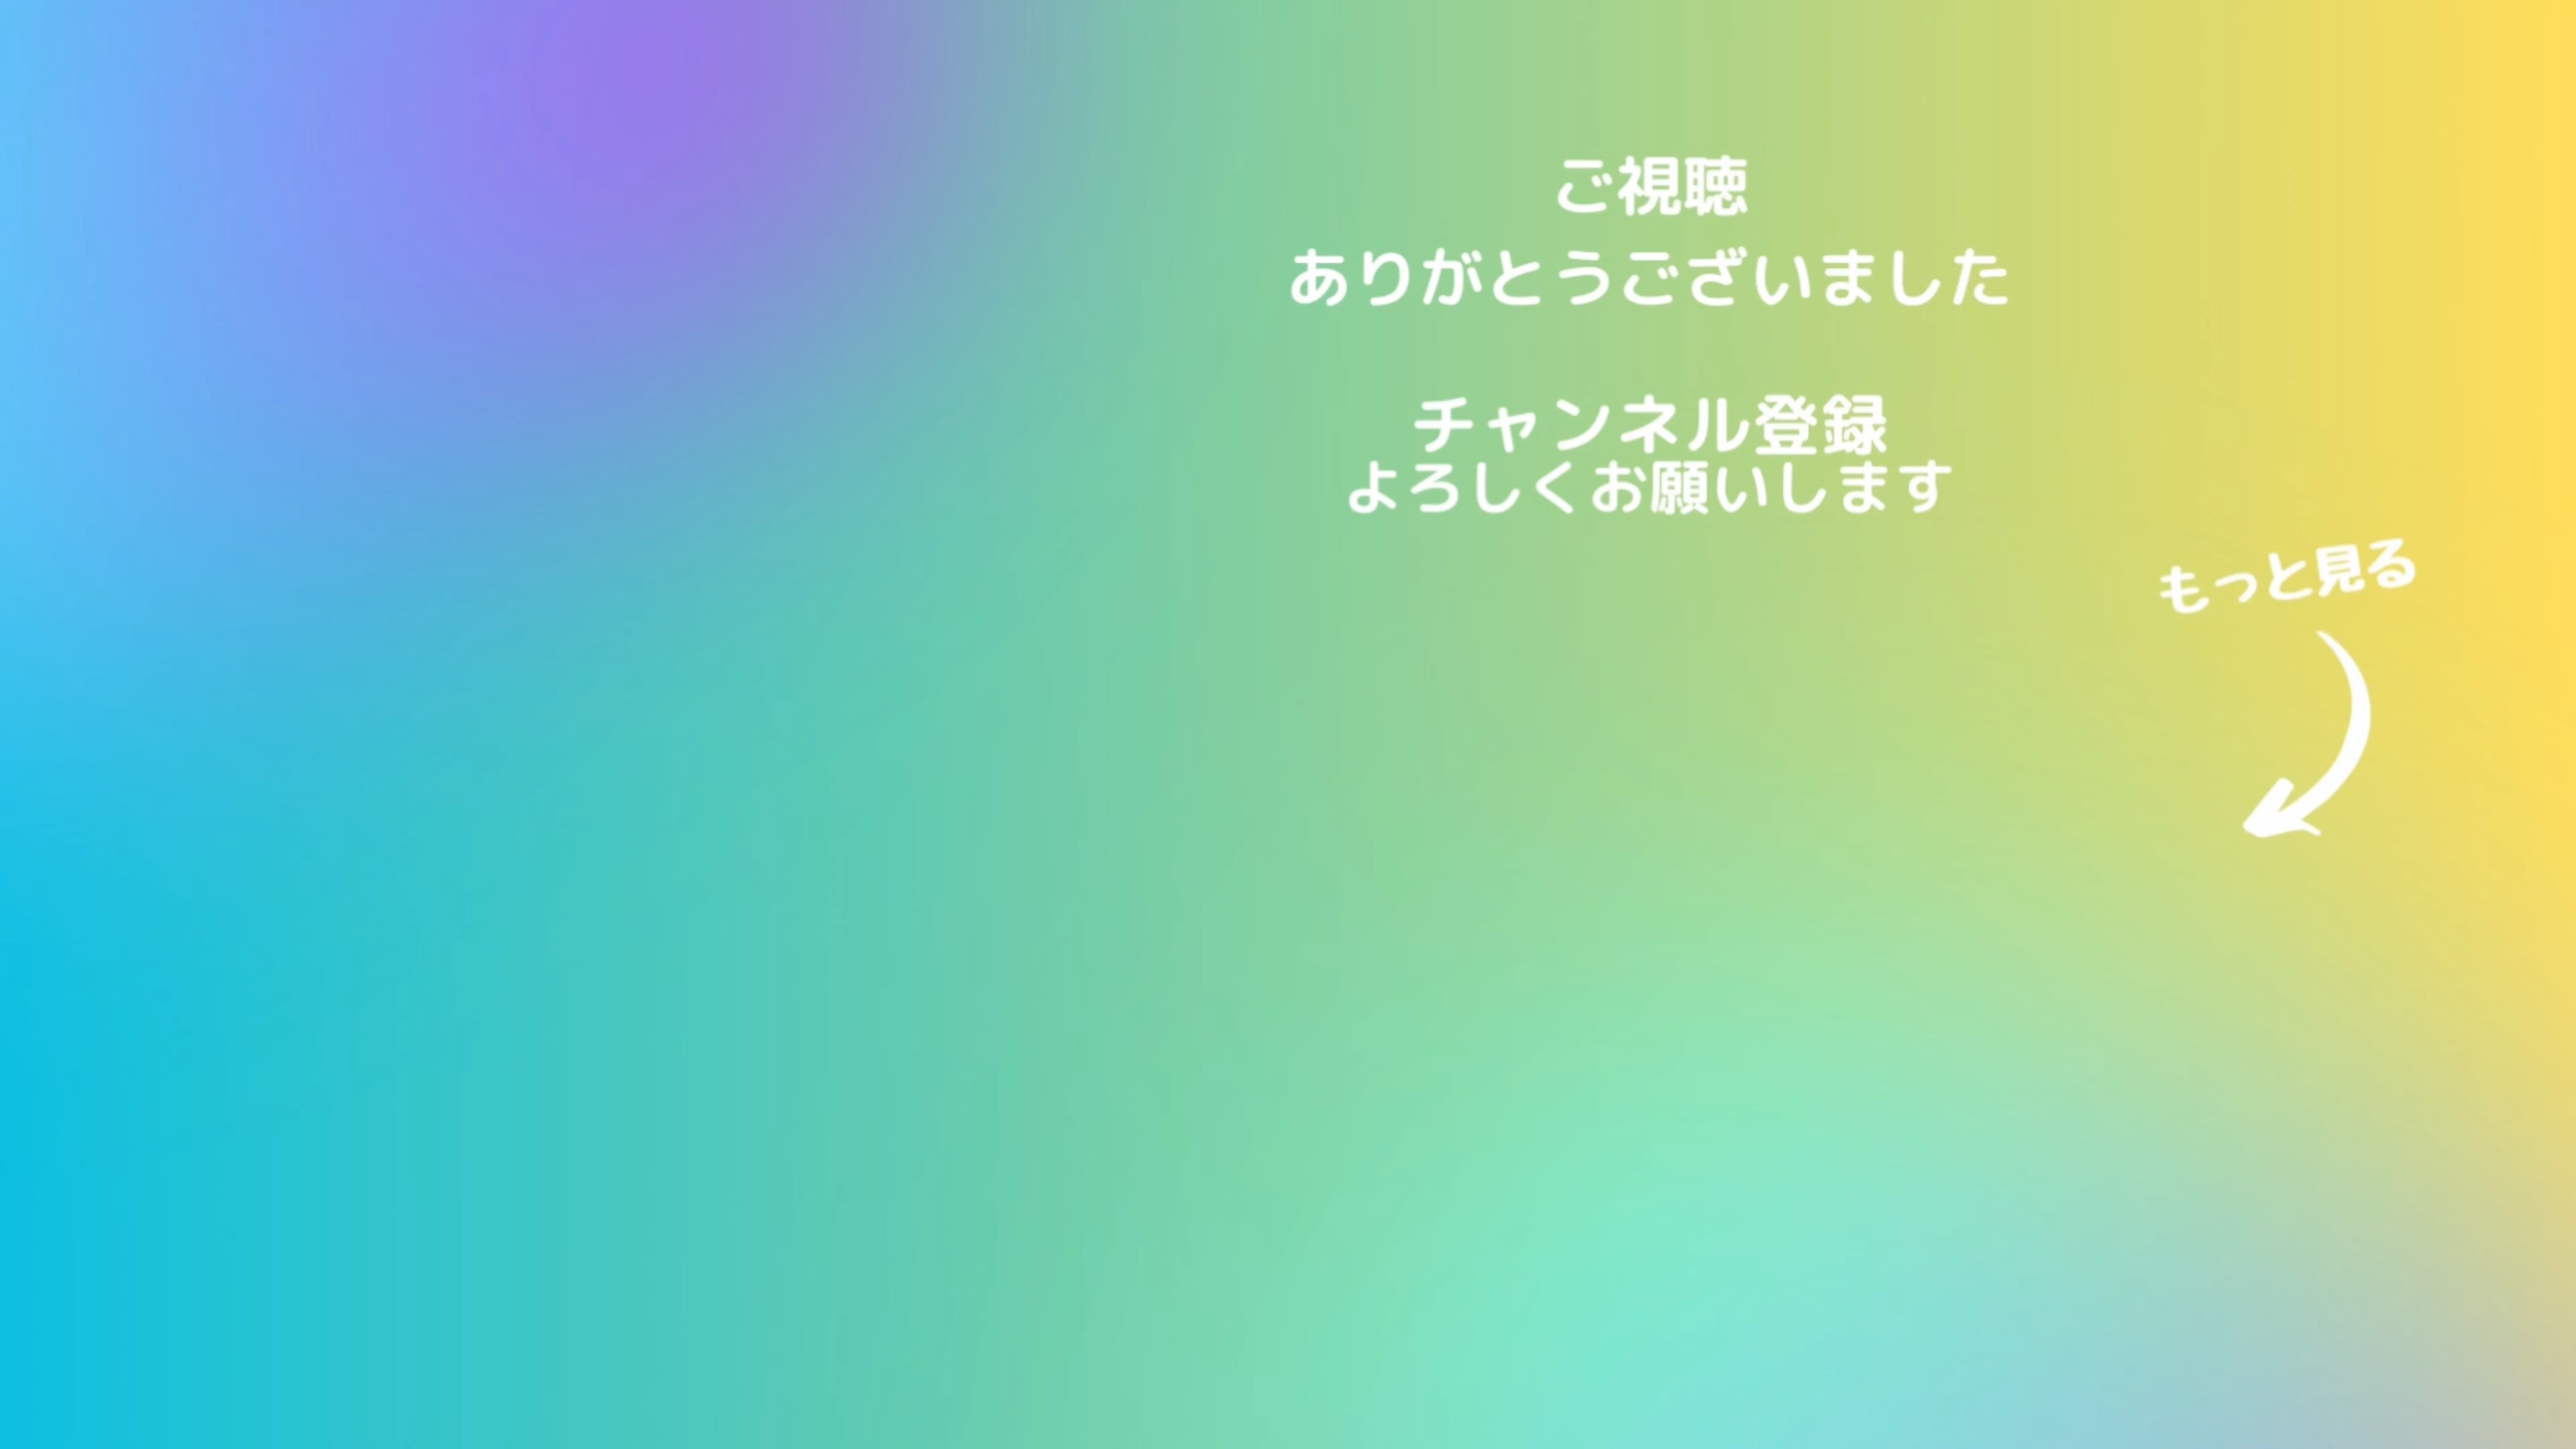 ご視聴
ありがとうございました
チャンネル登録
よろしくお願いします
もっと見る